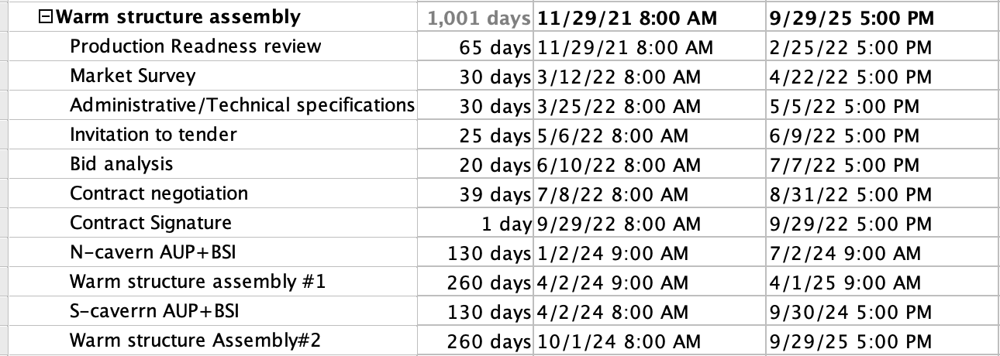 Warm structure assembly 1,001 days 11/29/21 8:00 AM 9/29/25 5:00 PM
Production Readness review 65 days 11/29/21 8:00 AM 2/25/22 5:00 PM
Market Survey 30 days 3/12/22 8:00 AM 4/22/22 5:00 PM
Administrative/Technical specifications 30 days 3/25/22 8:00 AM 5/5/22 5:00 PM
Invitation to tender 25 days 5/6/22 8:00 AM 6/9/22 5:00 PM
Bid analysis 20 days 6/10/22 8:00 AM 7/7/22 5:00 PM
Contract negotiation 39 days 7/8/22 8:00 AM 8/31/22 5:00 PM
Contract Signature 1 day 9/29/22 8:00 AM 9/29/22 5:00 PM
N-cavern AUP+BSI 130 days 1/2/24 9:00 AM 7/2/24 9:00 AM
Warm structure assembly #1 260 days 4/2/24 9:00 AM 4/1/25 9:00 AM
S-caverrn AUP+BSI 130 days 4/2/24 8:00 AM 9/30/24 5:00 PM
Warm structure Assembly#2 260 days 10/1/24 8:00 AM 9/29/25 5:00 PM